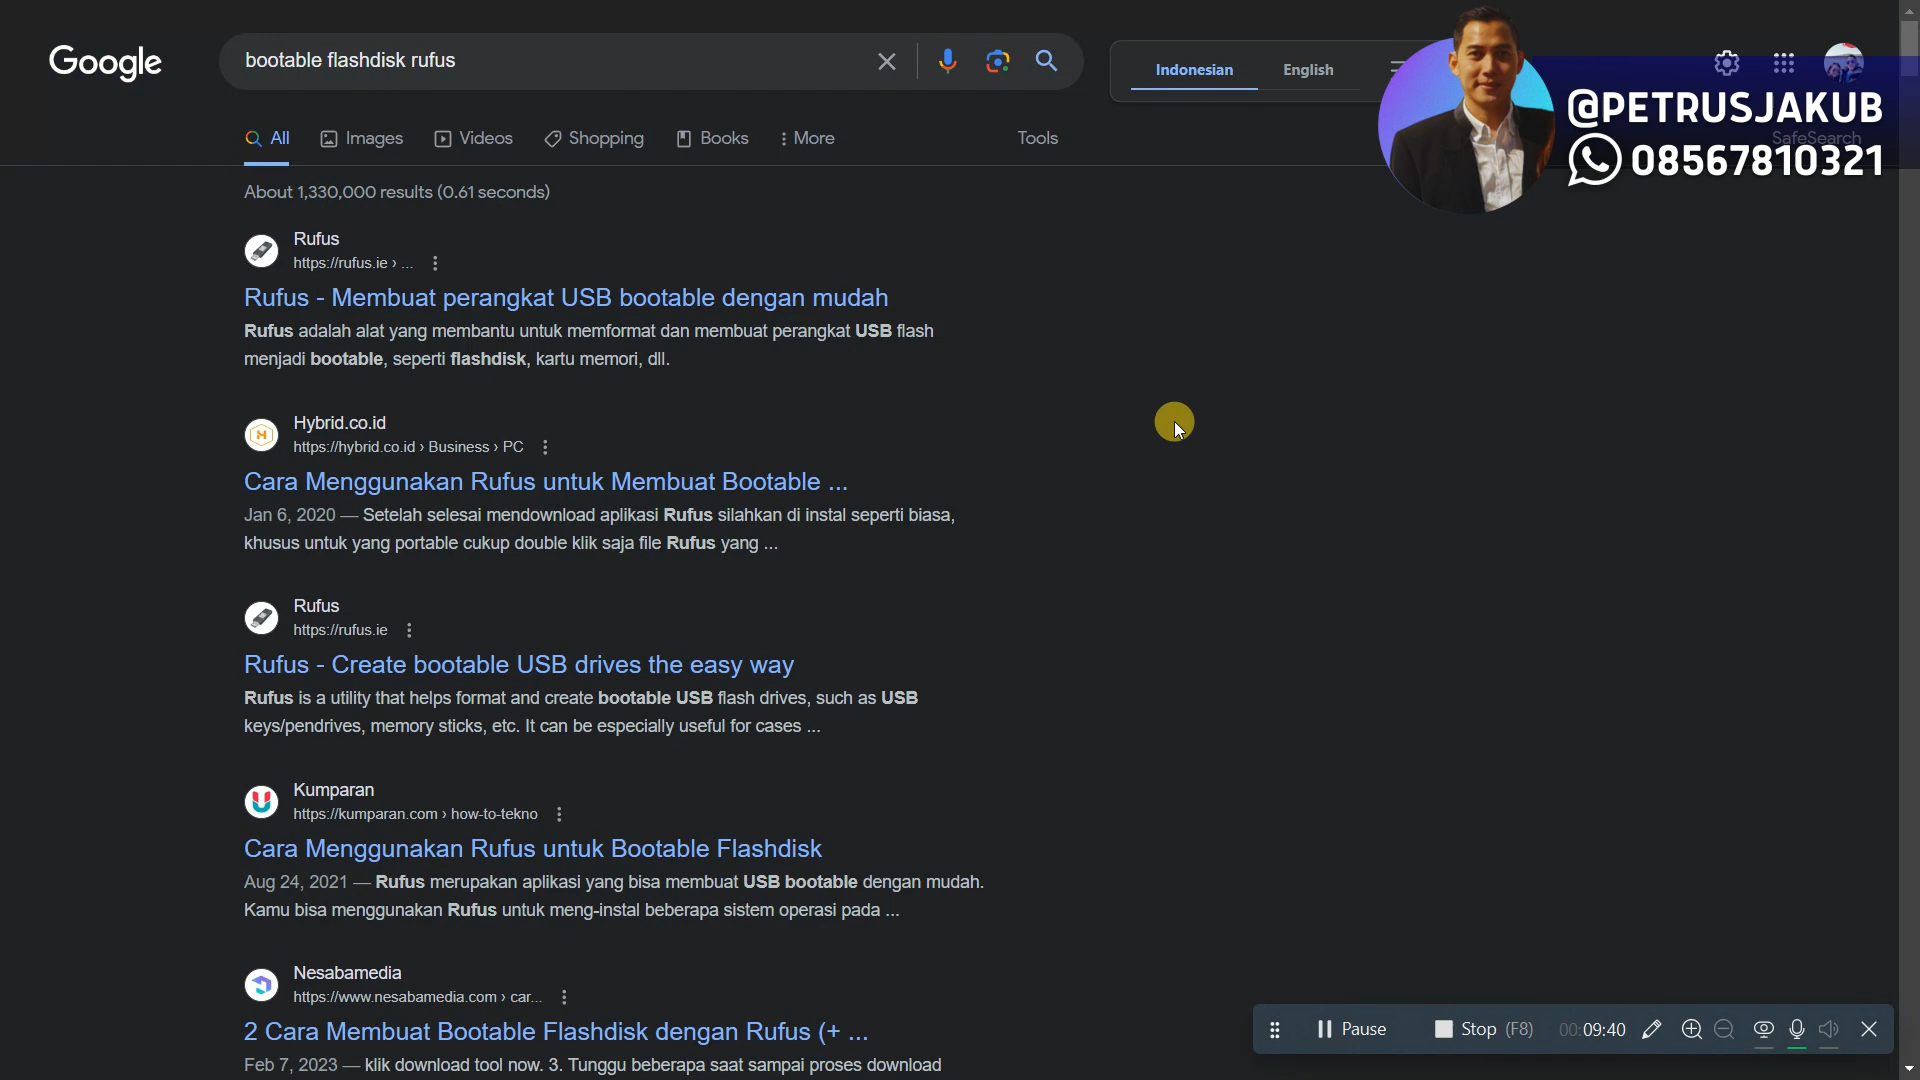 Google
bootable flashdisk rufus
Indonesian
English
@PETRUSJAKUB
SafeSearch
08567810321
All
Images
Videos
Shopping
Books
More
Tools
About 1,330,000 results (0.61 seconds)
Rufus
https://rufus.ie › ...
Rufus - Membuat perangkat USB bootable dengan mudah
Rufus adalah alat yang membantu untuk memformat dan membuat perangkat USB flash
menjadi bootable, seperti flashdisk, kartu memori, dll.
Hybrid.co.id
https://hybrid.co.id › Business › PC
Cara Menggunakan Rufus untuk Membuat Bootable ...
Jan 6, 2020 — Setelah selesai mendownload aplikasi Rufus silahkan di instal seperti biasa,
khusus untuk yang portable cukup double klik saja file Rufus yang ...
Rufus
https://rufus.ie
Rufus - Create bootable USB drives the easy way
Rufus is a utility that helps format and create bootable USB flash drives, such as USB
keys/pendrives, memory sticks, etc. It can be especially useful for cases ...
Kumparan
https://kumparan.com › how-to-tekno
Cara Menggunakan Rufus untuk Bootable Flashdisk
Aug 24, 2021 — Rufus merupakan aplikasi yang bisa membuat USB bootable dengan mudah.
Kamu bisa menggunakan Rufus untuk meng-instal beberapa sistem operasi pada ...
Nesabamedia
https://www.nesabamedia.com › car...
2 Cara Membuat Bootable Flashdisk dengan Rufus (+ ...
Feb 7, 2023 — klik download tool now. 3. Tunggu beberapa saat sampai proses download
Pause
Stop (F8)
00:09:40